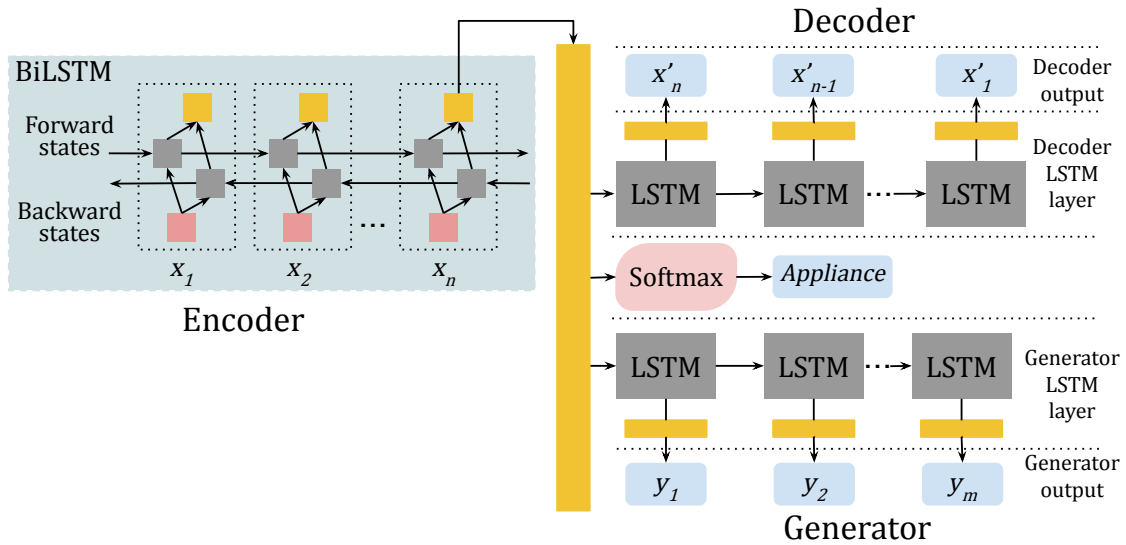 BiLSTM
Forward
states
Backward
states
...
x1
x2
xn
Encoder
Decoder
x'n
x'n-1
x'1
Decoder
output
LSTM
LSTM
...
LSTM
Decoder
LSTM
layer
Softmax
Appliance
LSTM
LSTM
...
LSTM
Generator
LSTM
layer
y1
y2
ym
Generator
output
Generator